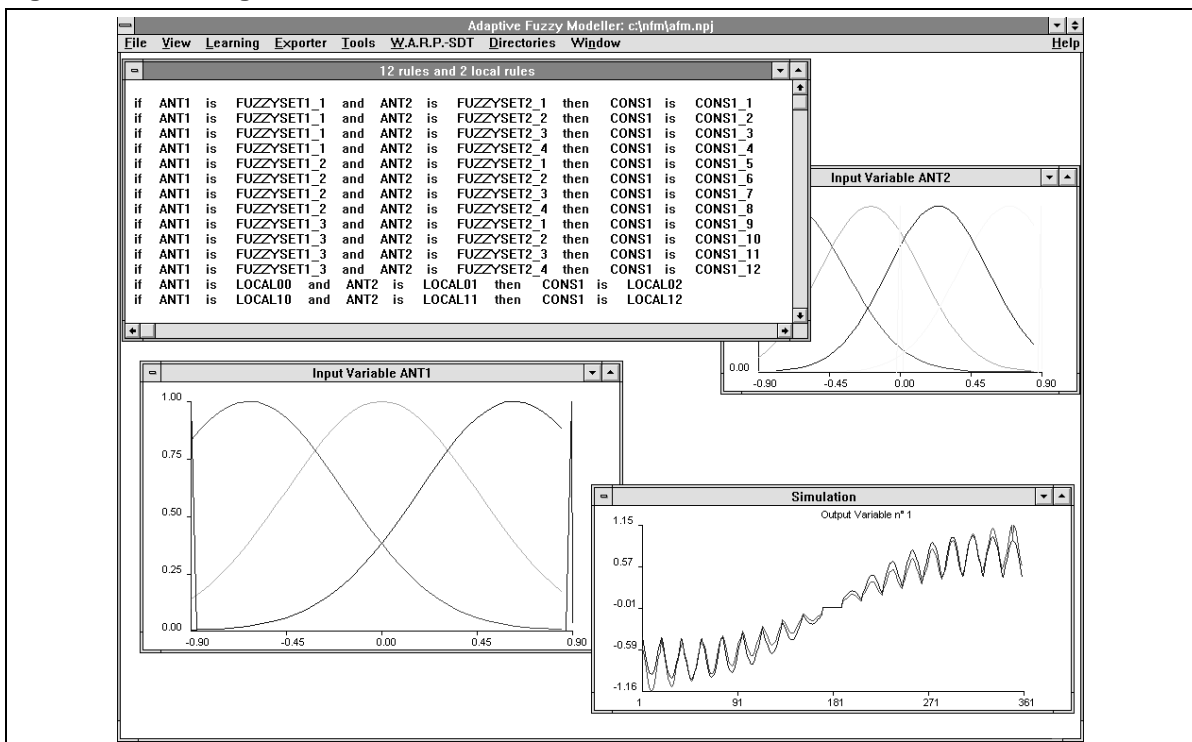 Adaptive Fuzzy Modeller: c:\nfm\afm.npj
File View Learning Exporter Tools W.A.R.P.-SDT Directories Window Help
12 rules and 2 local rules
if ANT1 is FUZZYSET1_1 and ANT2 is FUZZYSET2_1 then CONS1 is CONS1_1
if ANT1 is FUZZYSET1_1 and ANT2 is FUZZYSET2_2 then CONS1 is CONS1_2
if ANT1 is FUZZYSET1_1 and ANT2 is FUZZYSET2_3 then CONS1 is CONS1_3
if ANT1 is FUZZYSET1_1 and ANT2 is FUZZYSET2_4 then CONS1 is CONS1_4
if ANT1 is FUZZYSET1_2 and ANT2 is FUZZYSET2_1 then CONS1 is CONS1_5
if ANT1 is FUZZYSET1_2 and ANT2 is FUZZYSET2_2 then CONS1 is CONS1_6
if ANT1 is FUZZYSET1_2 and ANT2 is FUZZYSET2_3 then CONS1 is CONS1_7
if ANT1 is FUZZYSET1_2 and ANT2 is FUZZYSET2_4 then CONS1 is CONS1_8
if ANT1 is FUZZYSET1_3 and ANT2 is FUZZYSET2_1 then CONS1 is CONS1_9
if ANT1 is FUZZYSET1_3 and ANT2 is FUZZYSET2_2 then CONS1 is CONS1_10
if ANT1 is FUZZYSET1_3 and ANT2 is FUZZYSET2_3 then CONS1 is CONS1_11
if ANT1 is FUZZYSET1_3 and ANT2 is FUZZYSET2_4 then CONS1 is CONS1_12
if ANT1 is LOCAL00 and ANT2 is LOCAL01 then CONS1 is LOCAL02
if ANT1 is LOCAL10 and ANT2 is LOCAL11 then CONS1 is LOCAL12
Input Variable ANT2
0.00
-0.90 -0.45 0.00 0.45 0.90
Input Variable ANT1
1.00
0.75
0.50
0.25
0.00
-0.90 -0.45 0.00 0.45 0.90
Simulation
Output Variable n° 1
1.15
0.57
-0.01
-0.59
-1.16
1 91 181 271 361